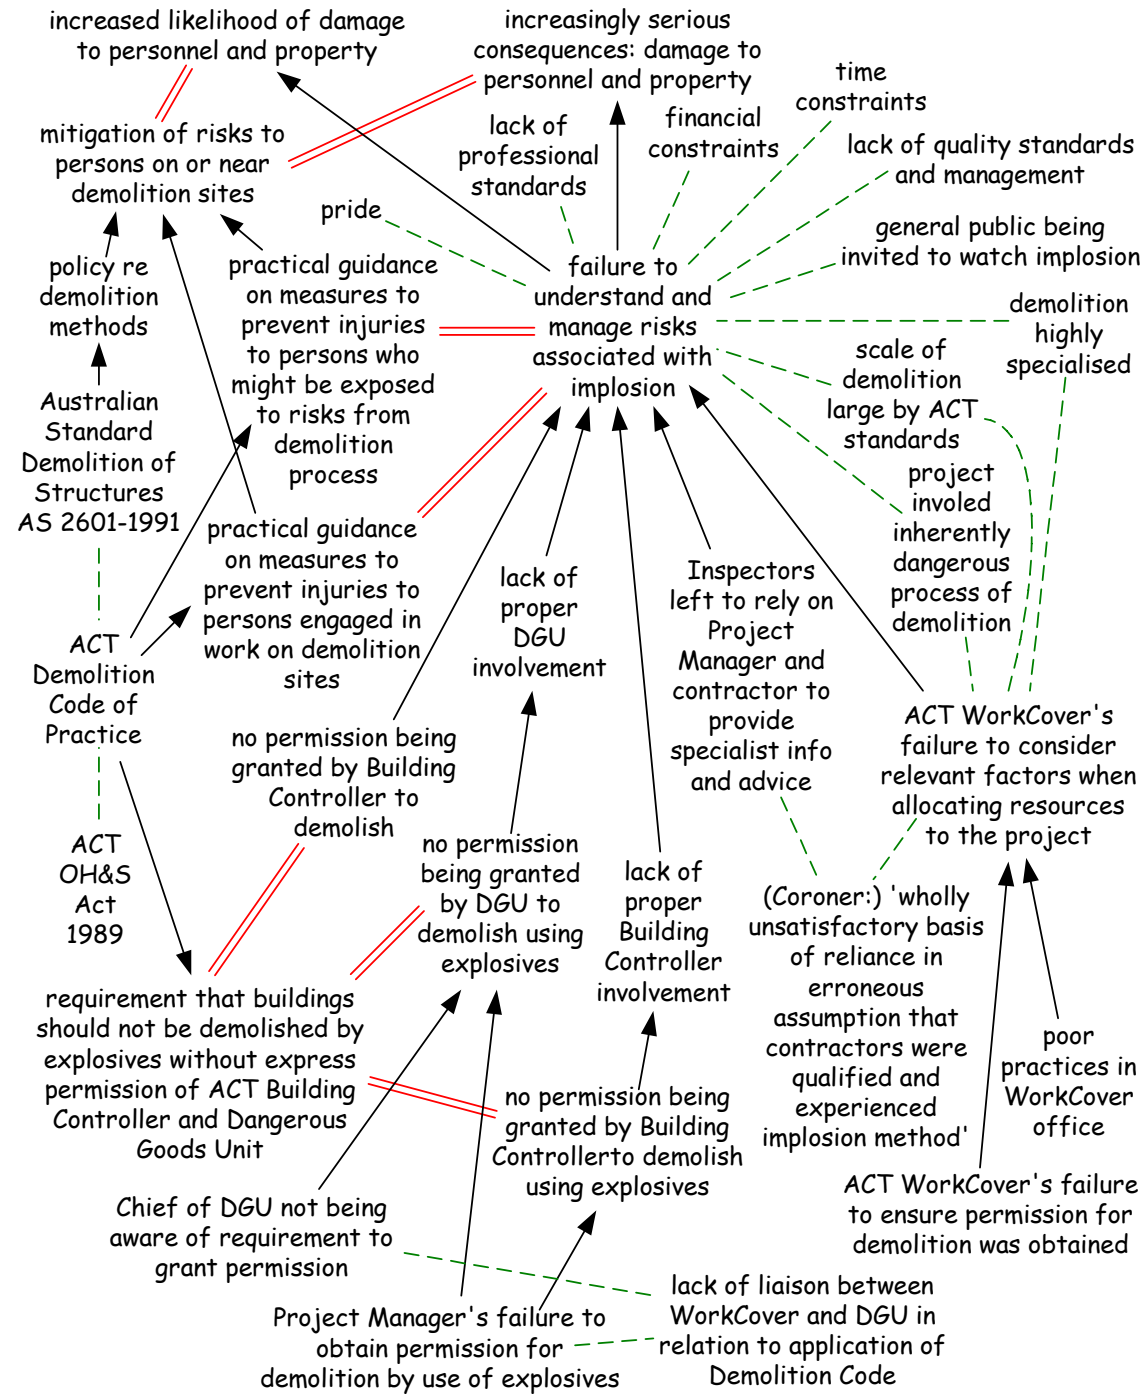 increased likelihood of damage
to personnel and property
increasingly serious
consequences: damage to
personnel and property
time
constraints
financial
constraints
lack of
professional
standards
lack of quality standards
and management
mitigation of risks to
persons on or near
demolition sites
pride
general public being
invited to watch implosion
policy re
demolition
methods
practical guidance
on measures to
prevent injuries
to persons who
might be exposed
to risks from
demolition
process
failure to
understand and
manage risks
associated with
implosion
demolition
highly
specialised
scale of
demolition
large by ACT
standards
Australian
Standard
Demolition of
Structures
AS 2601-1991
project
involed
inherently
dangerous
process of
demolition
practical guidance
on measures to
prevent injuries to
persons engaged in
work on demolition
sites
lack of
proper
DGU
involvement
Inspectors
left to rely on
Project
Manager and
contractor to
provide
specialist info
and advice
ACT
Demolition
Code of
Practice
no permission being
granted by Building
Controller to
demolish
ACT WorkCover's
failure to consider
relevant factors when
allocating resources
to the project
ACT
OH&S
Act
1989
no permission
being granted
by DGU to
demolish using
explosives
lack of
proper
Building
Controller
involvement
(Coroner:) 'wholly
unsatisfactory basis
of reliance in
erroneous
assumption that
contractors were
qualified and
experienced
implosion method'
requirement that buildings
should not be demolished by
explosives without express
permission of ACT Building
Controller and Dangerous
Goods Unit
poor
practices in
WorkCover
office
no permission being
granted by Building
Controllerto demolish
using explosives
ACT WorkCover's failure
to ensure permission for
demolition was obtained
Chief of DGU not being
aware of requirement to
grant permission
lack of liaison between
WorkCover and DGU in
relation to application of
Demolition Code
Project Manager's failure to
obtain permission for
demolition by use of explosives